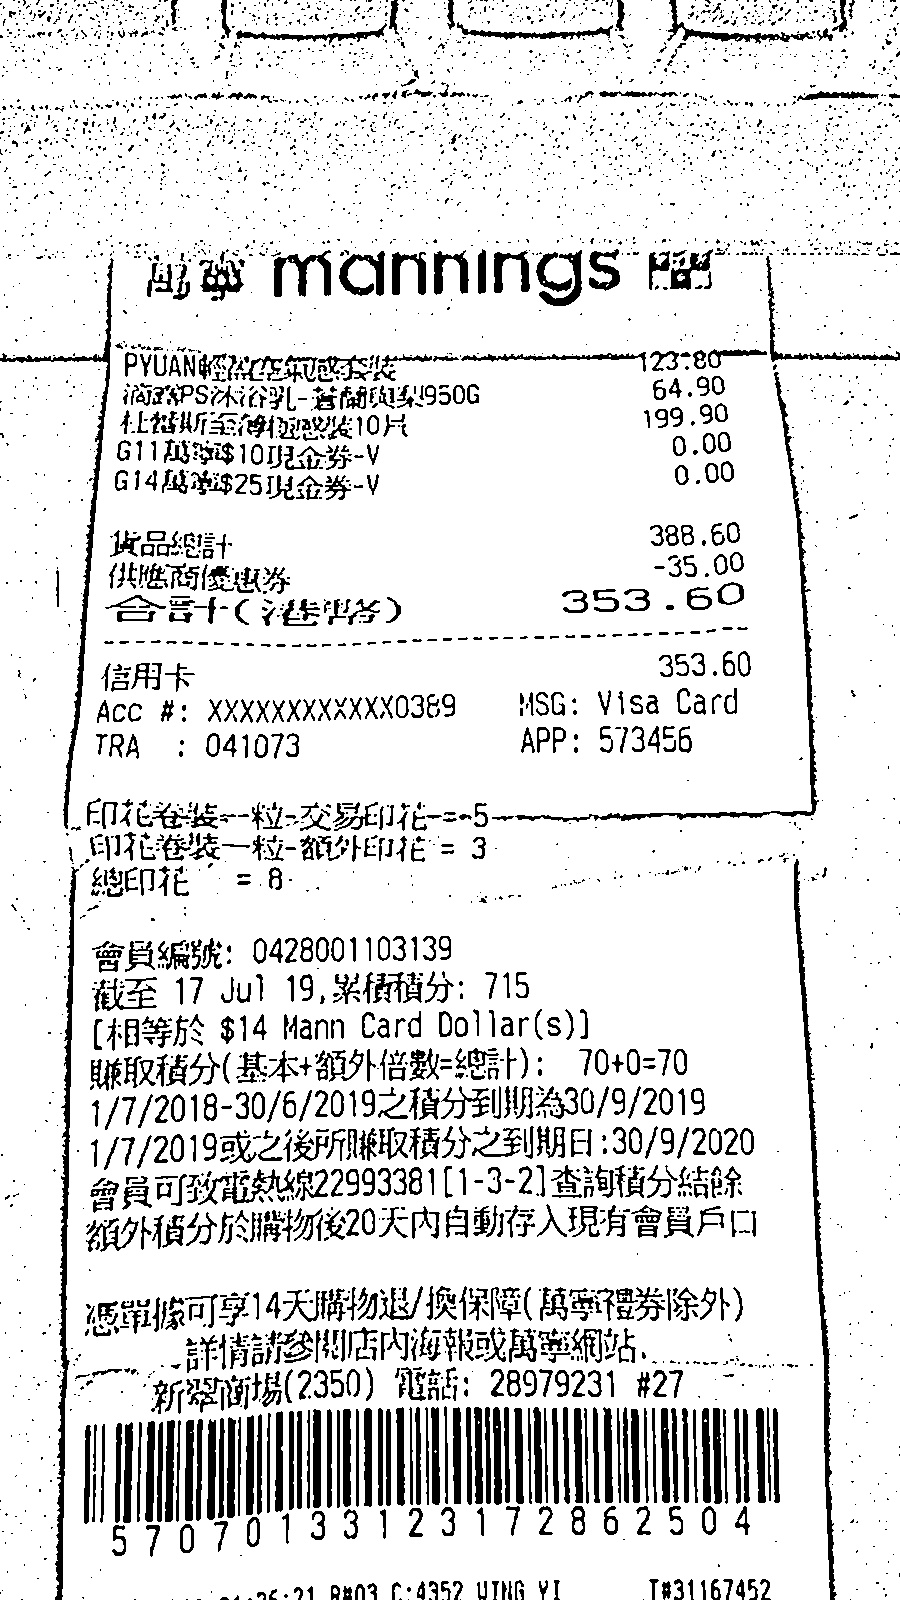 萬寧 mannings
PYUAN輕潤空氣感套裝 123.80
滴露PS沐浴乳-蒼蘭與梨950G 64.90
杜蕾斯至薄極感裝10片 199.90
G11萬寧$10現金券-V 0.00
G14萬寧$25現金券-V 0.00
貨品總計 388.60
供應商優惠券 -35.00
合計(港幣) 353.60
信用卡 353.60
Acc #: XXXXXXXXXXXX0389 MSG: Visa Card
TRA : 041073 APP: 573456
印花卷裝一粒-交易印花 = 5
印花卷裝一粒-額外印花 = 3
總印花 = 8
會員編號: 0428001103139
截至 17 Jul 19,累積積分: 715
[相等於 $14 Mann Card Dollar(s)]
賺取積分(基本+額外倍數=總計): 70+0=70
1/7/2018-30/6/2019之積分到期為30/9/2019
1/7/2019或之後所賺取積分之到期日:30/9/2020
會員可致電熱線22993381[1-3-2]查詢積分結餘
額外積分於購物後20天內自動存入現有會員戶口
憑單據可享14天購物退/換保障(萬寧禮券除外)
詳情請參閱店內海報或萬寧網站.
新翠商場(2350) 電話: 28979231 #27
57070133123172862504
:21 R#03 C:4352 WING YI T#31167452